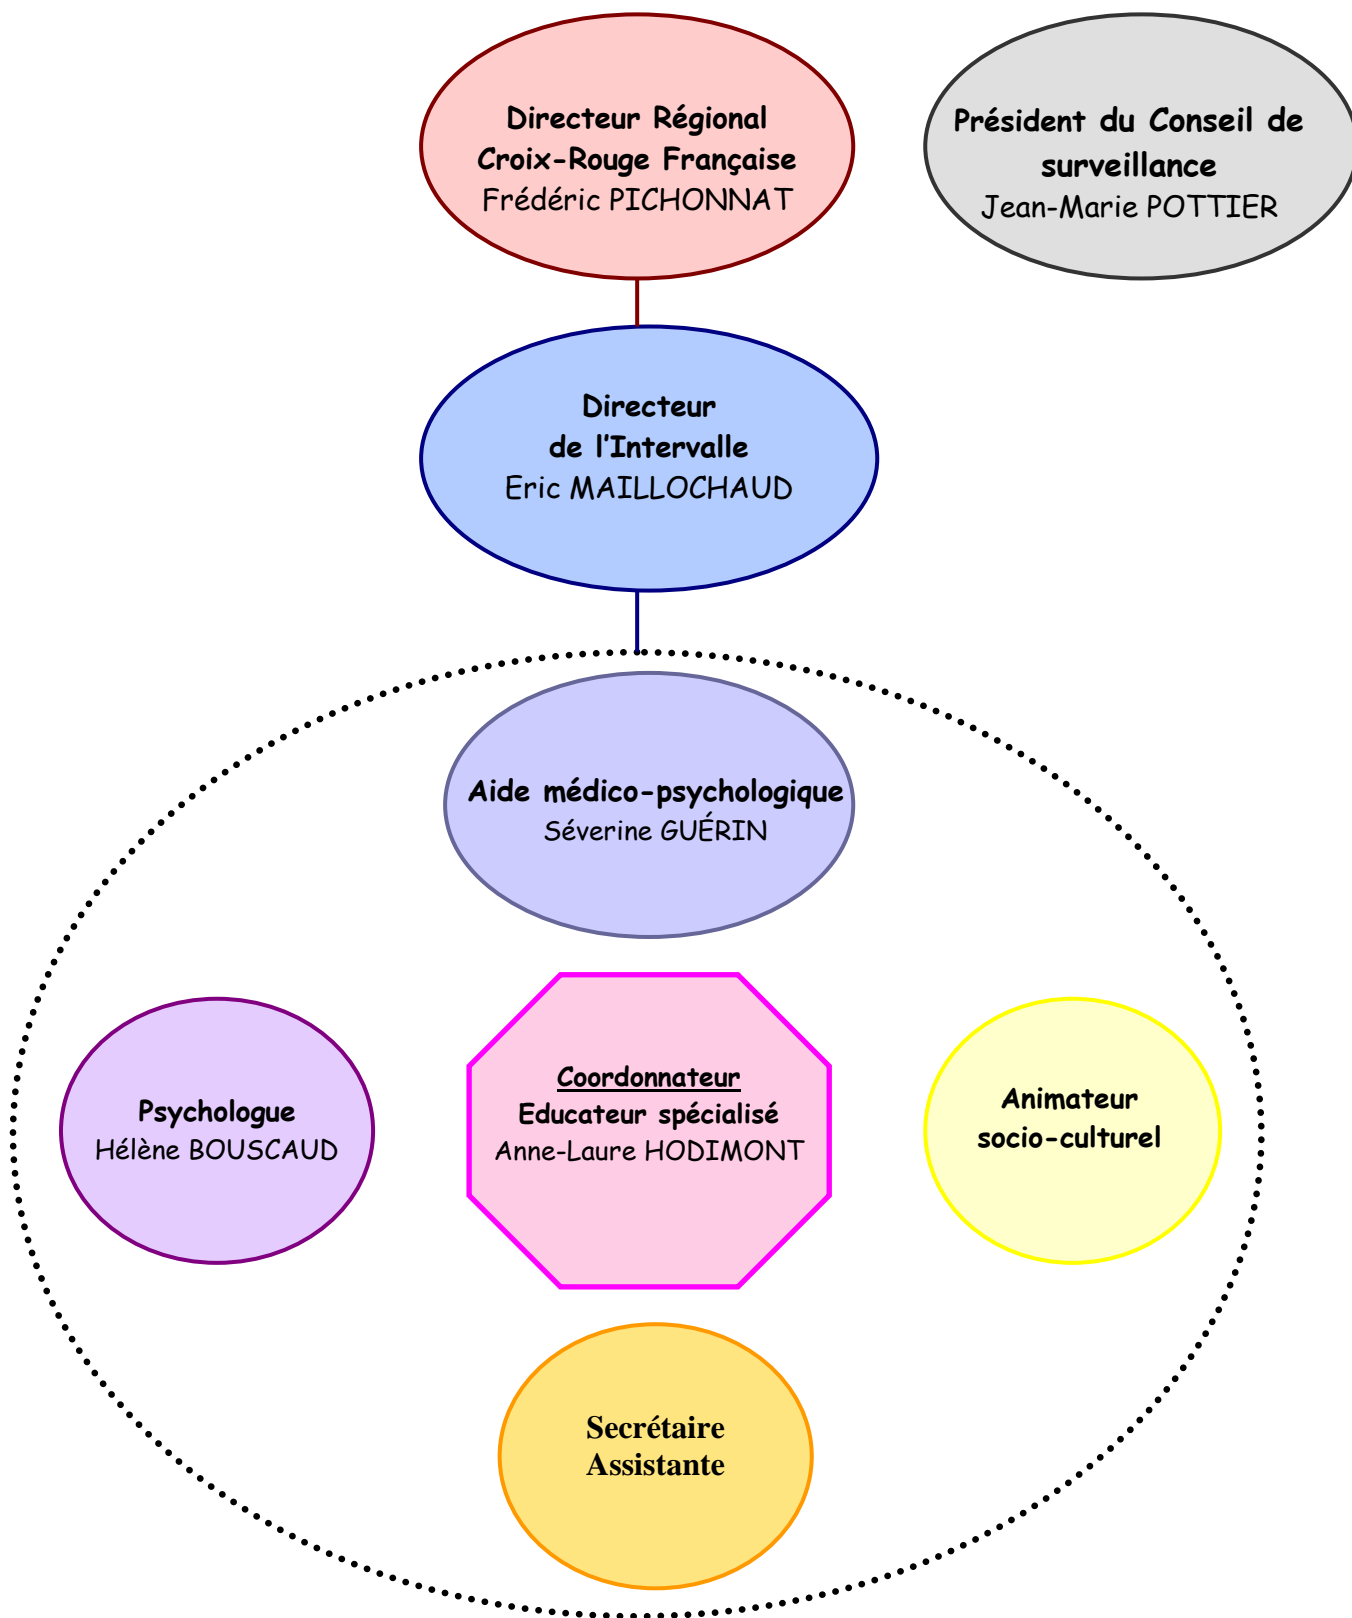 Directeur Régional
Croix-Rouge Française
Frédéric PICHONNAT
Président du Conseil de
surveillance
Jean-Marie POTTIER
Directeur
de l'Intervalle
Eric MAILLOCHAUD
Aide médico-psychologique
Séverine GUÉRIN
Psychologue
Hélène BOUSCAUD
Coordonnateur
Educateur spécialisé
Anne-Laure HODIMONT
Animateur
socio-culturel
Secrétaire
Assistante